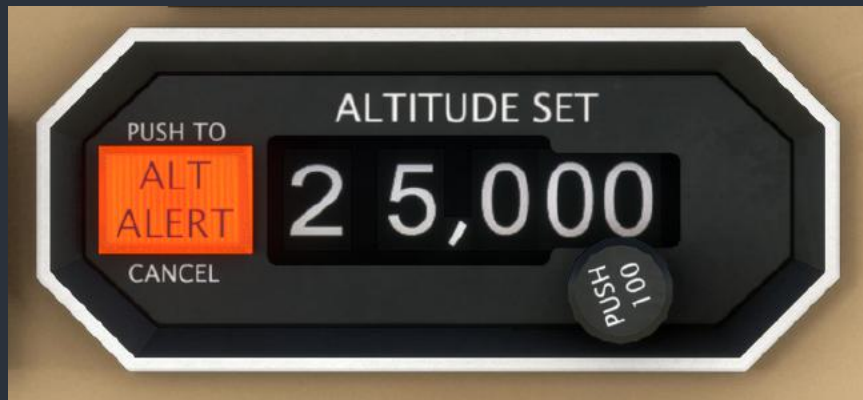 ALTITUDE SET
PUSH TO
ALT
ALERT
CANCEL
2 5,000
PUSH
100